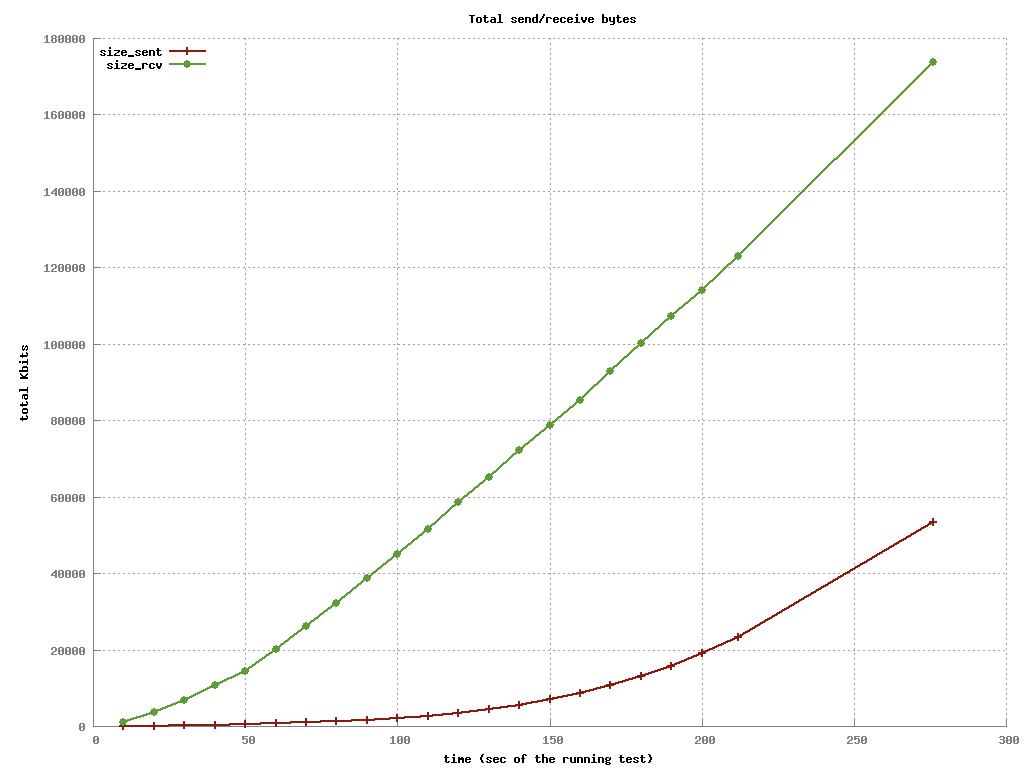 Total send/receive bytes
180000
size_sent
size_rcv
160000
140000
120000
100000
total Kbits
80000
60000
40000
20000
0
0 50 100 150 200 250 300
time (sec of the running test)